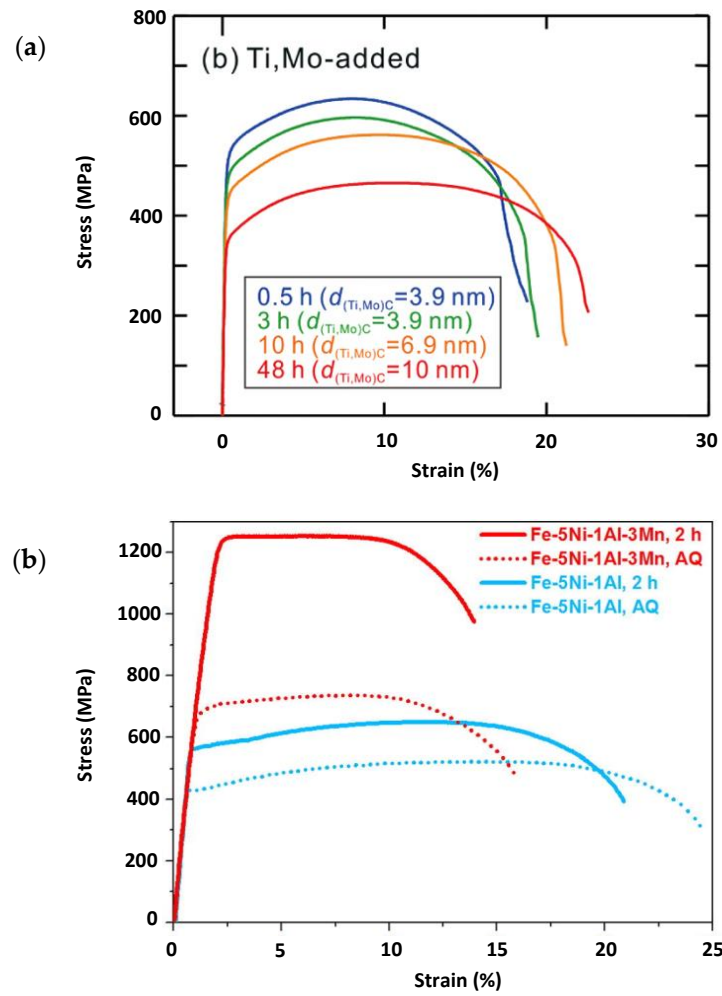 (a)
(b) Ti,Mo-added
800
600
400
200
0
Stress (MPa)
0.5 h (d(Ti,Mo)C=3.9 nm)
3 h (d(Ti,Mo)C=3.9 nm)
10 h (d(Ti,Mo)C=6.9 nm)
48 h (d(Ti,Mo)C=10 nm)
0 10 20 30
Strain (%)
(b)
Fe-5Ni-1Al-3Mn, 2 h
Fe-5Ni-1Al-3Mn, AQ
Fe-5Ni-1Al, 2 h
Fe-5Ni-1Al, AQ
1200
1000
800
600
400
200
0
Stress (MPa)
0 5 10 15 20 25
Strain (%)